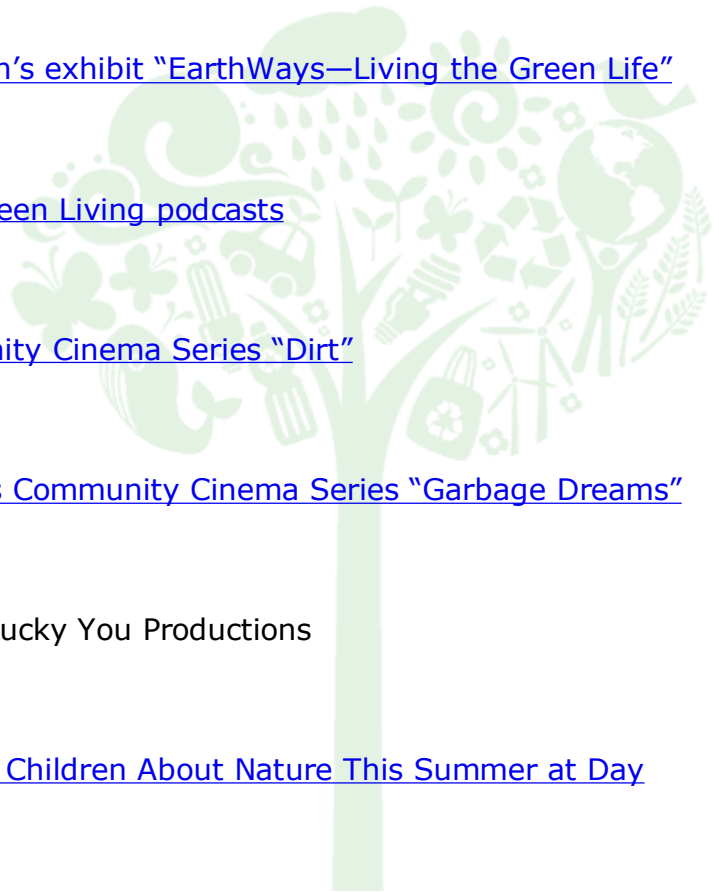 n’s exhibit “EarthWays—Living the Green Life”
een Living podcasts
ity Cinema Series “Dirt”
s Community Cinema Series “Garbage Dreams”
ucky You Productions
Children About Nature This Summer at Day